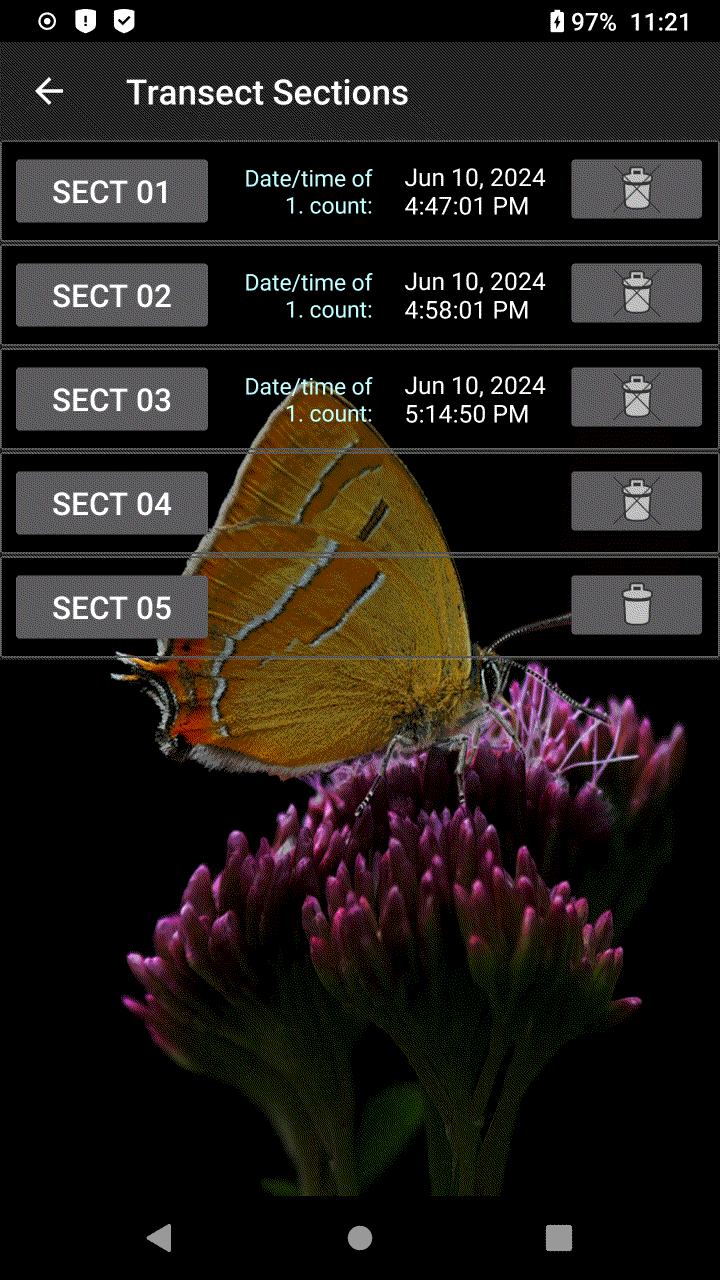 97% 11:21
Transect Sections
SECT 01
Date/time of
1. count:
Jun 10, 2024
4:47:01 PM
SECT 02
Date/time of
1. count:
Jun 10, 2024
4:58:01 PM
SECT 03
Date/time of
1. count:
Jun 10, 2024
5:14:50 PM
SECT 04
SECT 05